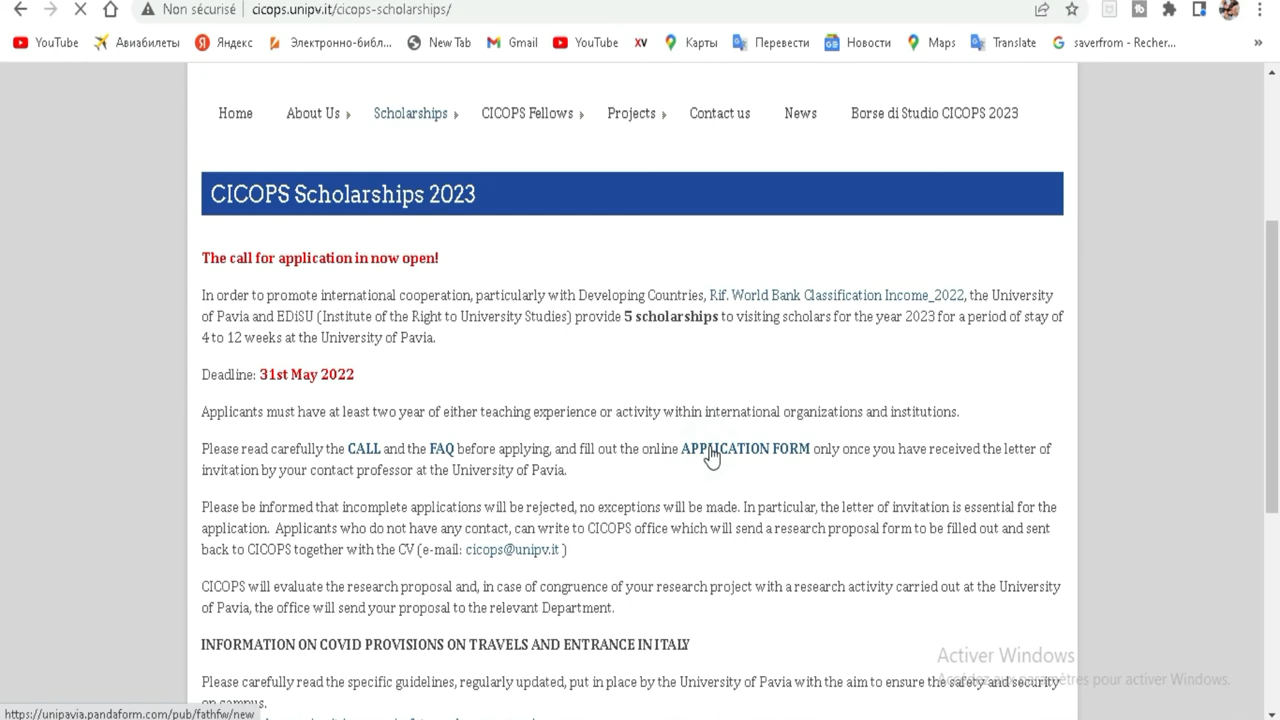 Non sécurisé cicops.unipv.it/cicops-scholarships/
YouTube Авиабилеты Яндекс Электронно-библ... New Tab Gmail YouTube XV Карты Перевести Новости Maps Translate saverfrom - Recher... »
Home About Us Scholarships CICOPS Fellows Projects Contact us News Borse di Studio CICOPS 2023
CICOPS Scholarships 2023
The call for application in now open!
In order to promote international cooperation, particularly with Developing Countries, Rif. World Bank Classification Income_2022, the University
of Pavia and EDiSU (Institute of the Right to University Studies) provide 5 scholarships to visiting scholars for the year 2023 for a period of stay of
4 to 12 weeks at the University of Pavia.
Deadline: 31st May 2022
Applicants must have at least two year of either teaching experience or activity within international organizations and institutions.
Please read carefully the CALL and the FAQ before applying, and fill out the online APPLICATION FORM only once you have received the letter of
invitation by your contact professor at the University of Pavia.
Please be informed that incomplete applications will be rejected, no exceptions will be made. In particular, the letter of invitation is essential for the
application. Applicants who do not have any contact, can write to CICOPS office which will send a research proposal form to be filled out and sent
back to CICOPS together with the CV (e-mail: cicops@unipv.it )
CICOPS will evaluate the research proposal and, in case of congruence of your research project with a research activity carried out at the University
of Pavia, the office will send your proposal to the relevant Department.
INFORMATION ON COVID PROVISIONS ON TRAVELS AND ENTRANCE IN ITALY
Activer Windows
Accédez aux paramètres pour activer Windows.
Please carefully read the specific guidelines, regularly updated, put in place by the University of Pavia with the aim to ensure the safety and security
on campus.
https://unipavia.pandaform.com/pub/fathfw/new